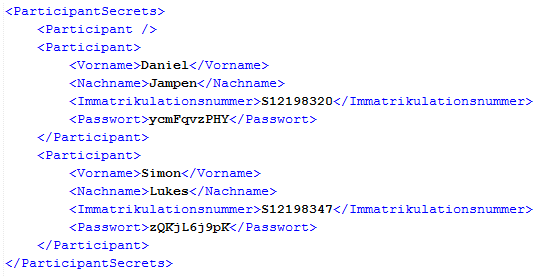 <ParticipantSecrets>
    <Participant />
    <Participant>
        <Vorname>Daniel</Vorname>
        <Nachname>Jampen</Nachname>
        <Immatrikulationsnummer>S12198320</Immatrikulationsnummer>
        <Passwort>ycmFqvzPHY</Passwort>
    </Participant>
    <Participant>
        <Vorname>Simon</Vorname>
        <Nachname>Lukes</Nachname>
        <Immatrikulationsnummer>S12198347</Immatrikulationsnummer>
        <Passwort>zQKjL6j9pK</Passwort>
    </Participant>
</ParticipantSecrets>